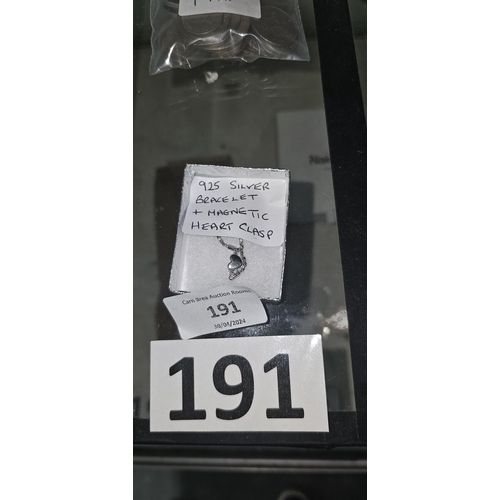 925 SILVER
BRACELET
+ MAGNETIC
HEART CLASP
Carn Brea Auction Rooms
191
191